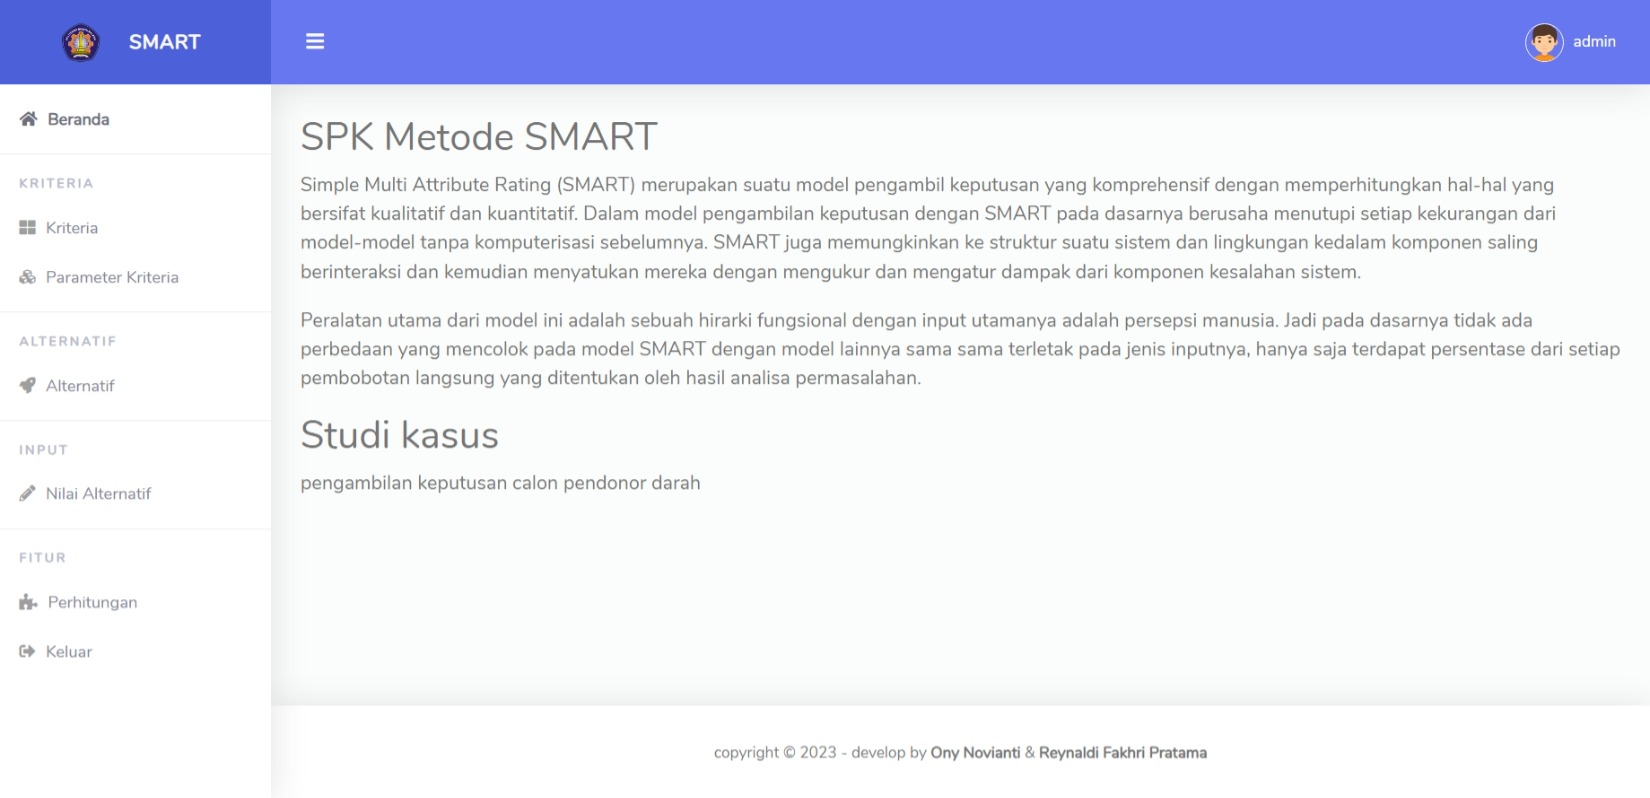 SMART
admin
Beranda
KRITERIA
Kriteria
Parameter Kriteria
ALTERNATIF
Alternatif
INPUT
Nilai Alternatif
FITUR
Perhitungan
Keluar
SPK Metode SMART
Simple Multi Attribute Rating (SMART) merupakan suatu model pengambil keputusan yang komprehensif dengan memperhitungkan hal-hal yang
bersifat kualitatif dan kuantitatif. Dalam model pengambilan keputusan dengan SMART pada dasarnya berusaha menutupi setiap kekurangan dari
model-model tanpa komputerisasi sebelumnya. SMART juga memungkinkan ke struktur suatu sistem dan lingkungan kedalam komponen saling
berinteraksi dan kemudian menyatukan mereka dengan mengukur dan mengatur dampak dari komponen kesalahan sistem.
Peralatan utama dari model ini adalah sebuah hirarki fungsional dengan input utamanya adalah persepsi manusia. Jadi pada dasarnya tidak ada
perbedaan yang mencolok pada model SMART dengan model lainnya sama sama terletak pada jenis inputnya, hanya saja terdapat persentase dari setiap
pembobotan langsung yang ditentukan oleh hasil analisa permasalahan.
Studi kasus
pengambilan keputusan calon pendonor darah
copyright © 2023 - develop by Ony Novianti & Reynaldi Fakhri Pratama